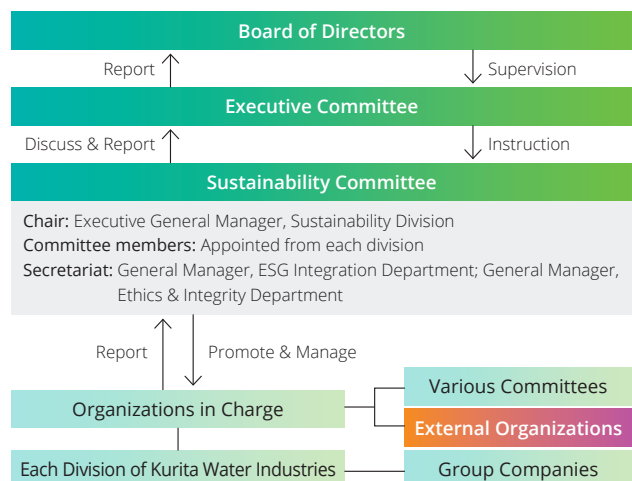 Board of Directors
Report
Supervision
Executive Committee
Discuss & Report
Instruction
Sustainability Committee
Chair: Executive General Manager, Sustainability Division
Committee members: Appointed from each division
Secretariat: General Manager, ESG Integration Department; General Manager,
Ethics & Integrity Department
Report
Promote & Manage
Organizations in Charge
Various Committees
External Organizations
Each Division of Kurita Water Industries
Group Companies